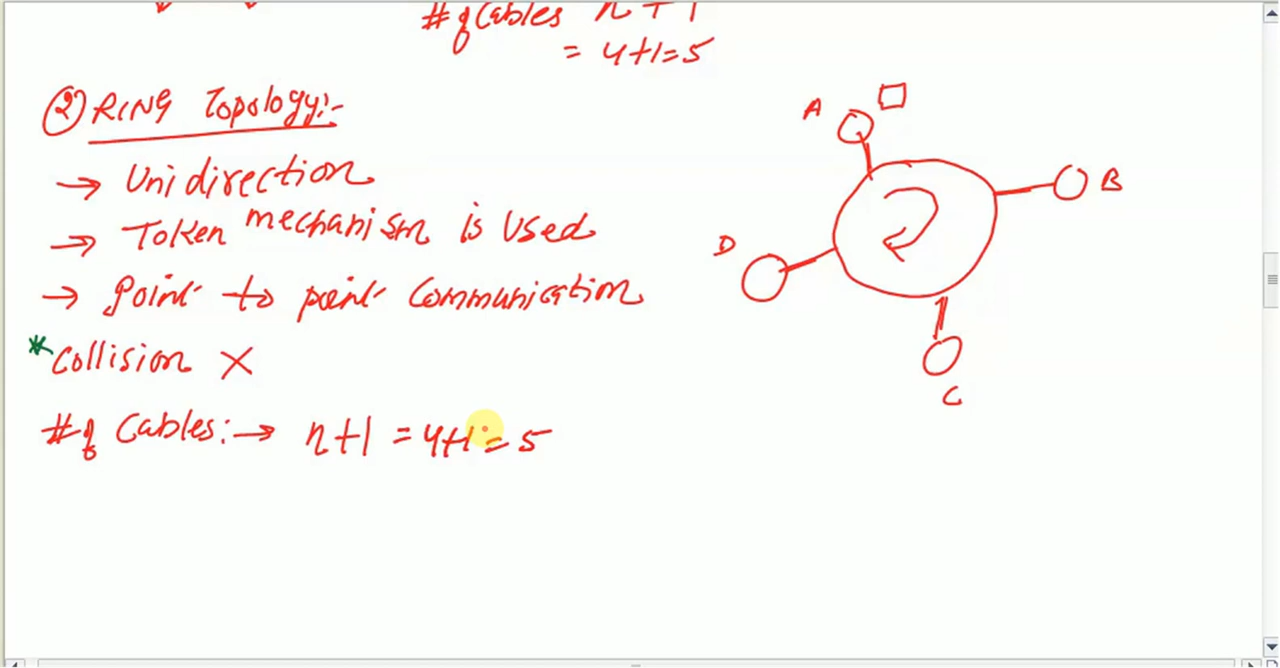 # of Cables n + 1
= 4+1=5
② RING Topology:-
→ Unidirection
→ Token mechanism is used
→ Point to point Communication
* Collision X
# of Cables: → n+1 = 4+1 = 5
A
B
D
C